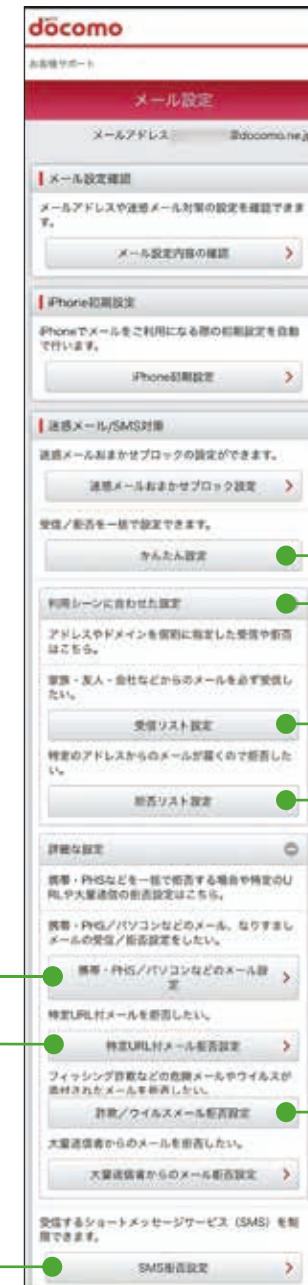 docomo
お客様サポート
メール設定
メールアドレス @docomo.ne.j
メール設定確認
メールアドレスや迷惑メール対策の設定を確認できま
す。
メール設定内容の確認
iPhone初期設定
iPhoneでメールをご利用になる際の初期設定を自動
で行います。
iPhone初期設定
迷惑メール/SMS対策
迷惑メールおまかせブロックの設定ができます。
迷惑メールおまかせブロック設定
受信/拒否を一括で設定できます。
かんたん設定
利用シーンに合わせた設定
アドレスやドメインを個別に指定した受信や拒否
はこちら。
家族・友人・会社などからのメールを必ず受信し
たい。
受信リスト設定
特定のアドレスからのメールが届くので拒否した
い。
拒否リスト設定
詳細な設定
携帯・PHSなどを一括で拒否する場合や特定のU
RLや大量送信の拒否設定はこちら。
携帯・PHS/パソコンなどのメール、なりすまし
メールの受信/拒否設定をしたい。
携帯・PHS/パソコンなどのメール設
定
特定URL付メールを拒否したい。
特定URL付メール拒否設定
フィッシング詐欺などの危険メールやウイルスが
添付されたメールを拒否したい。
詐欺/ウイルスメール拒否設定
大量送信者からのメールを拒否したい。
大量送信者からのメール拒否設定
受信するショートメッセージサービス(SMS)を制
限できます。
SMS拒否設定